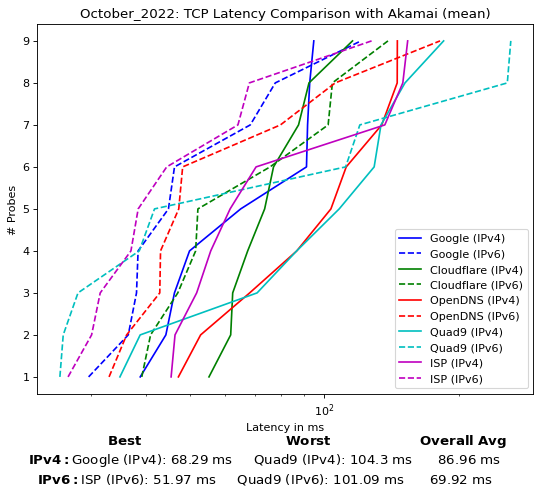 October_2022: TCP Latency Comparison with Akamai (mean)
# Probes
9
8
7
6
5
4
3
2
1
Google (IPv4)
Google (IPv6)
Cloudflare (IPv4)
Cloudflare (IPv6)
OpenDNS (IPv4)
OpenDNS (IPv6)
Quad9 (IPv4)
Quad9 (IPv6)
ISP (IPv4)
ISP (IPv6)
10²
Latency in ms
Best Worst Overall Avg
IPv4: Google (IPv4): 68.29 ms Quad9 (IPv4): 104.3 ms 86.96 ms
IPv6: ISP (IPv6): 51.97 ms Quad9 (IPv6): 101.09 ms 69.92 ms